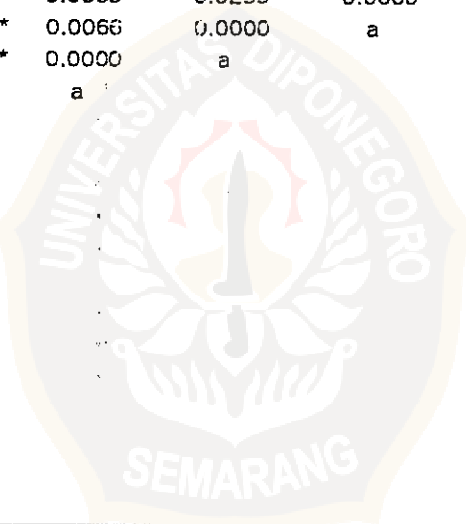 * 0.0066 0.0000 a
* 0.0000 a
a
UNIVERSITAS DIPONEGORO
SEMARANG